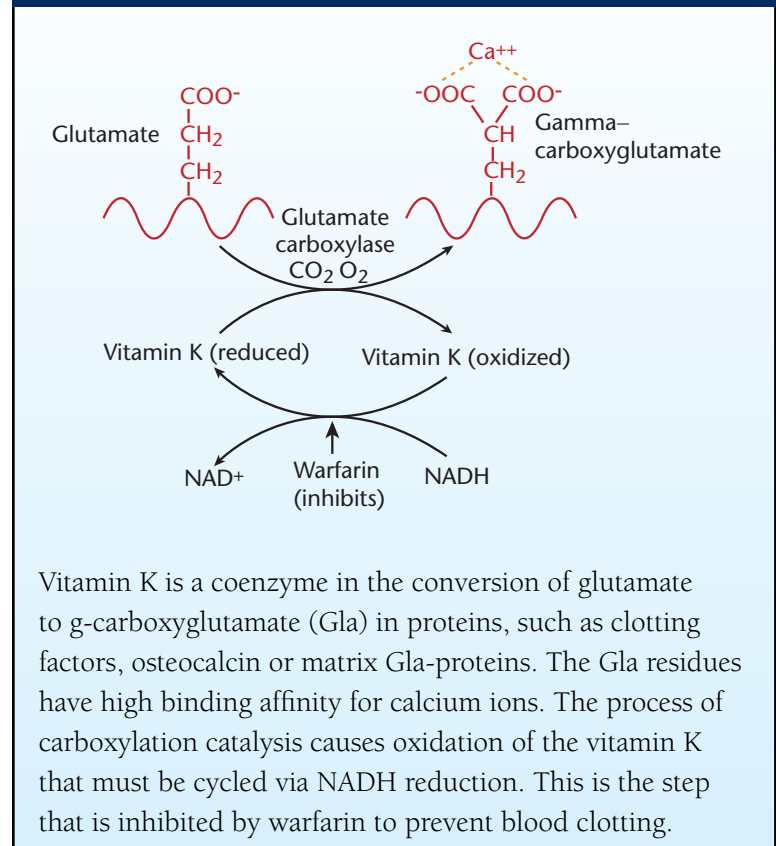 Ca++
-OOC COO-
COO-
Glutamate CH2
CH2
CH Gamma–
carboxyglutamate
CH2
Glutamate
carboxylase
CO2 O2
Vitamin K (reduced) Vitamin K (oxidized)
NAD+ Warfarin NADH
(inhibits)
Vitamin K is a coenzyme in the conversion of glutamate
to g-carboxyglutamate (Gla) in proteins, such as clotting
factors, osteocalcin or matrix Gla-proteins. The Gla residues
have high binding affinity for calcium ions. The process of
carboxylation catalysis causes oxidation of the vitamin K
that must be cycled via NADH reduction. This is the step
that is inhibited by warfarin to prevent blood clotting.